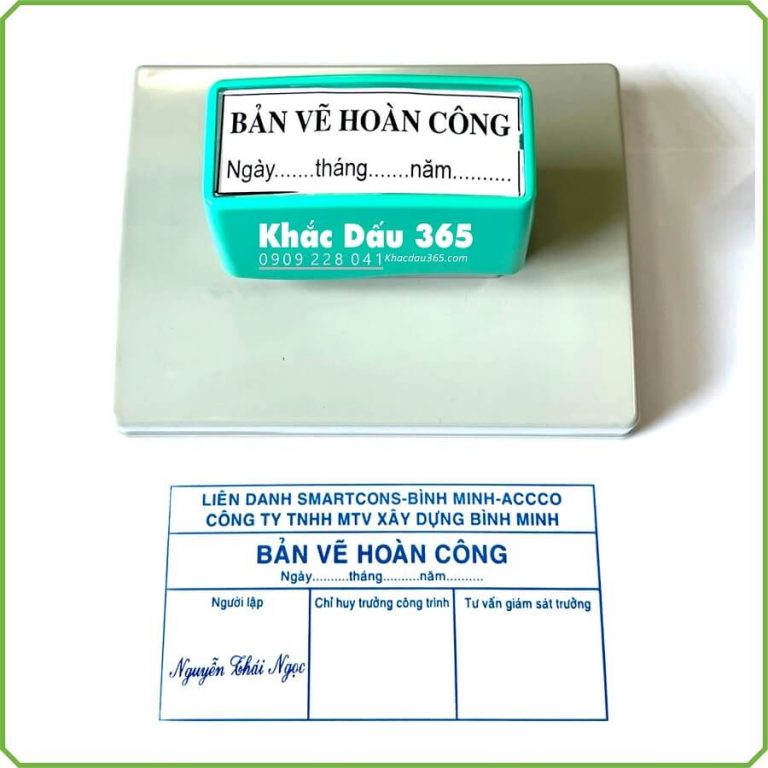 BẢN VẼ HOÀN CÔNG
Ngày.......tháng.......năm..........
Khắc Dấu 365
0909 228 041 Khacdau365.com
LIÊN DANH SMARTCONS-BÌNH MINH-ACCCO
CÔNG TY TNHH MTV XÂY DỰNG BÌNH MINH
BẢN VẼ HOÀN CÔNG
Ngày..........tháng..........năm..........
Người lập Chỉ huy trưởng công trình Tư vấn giám sát trưởng
Nguyễn Thái Ngọc